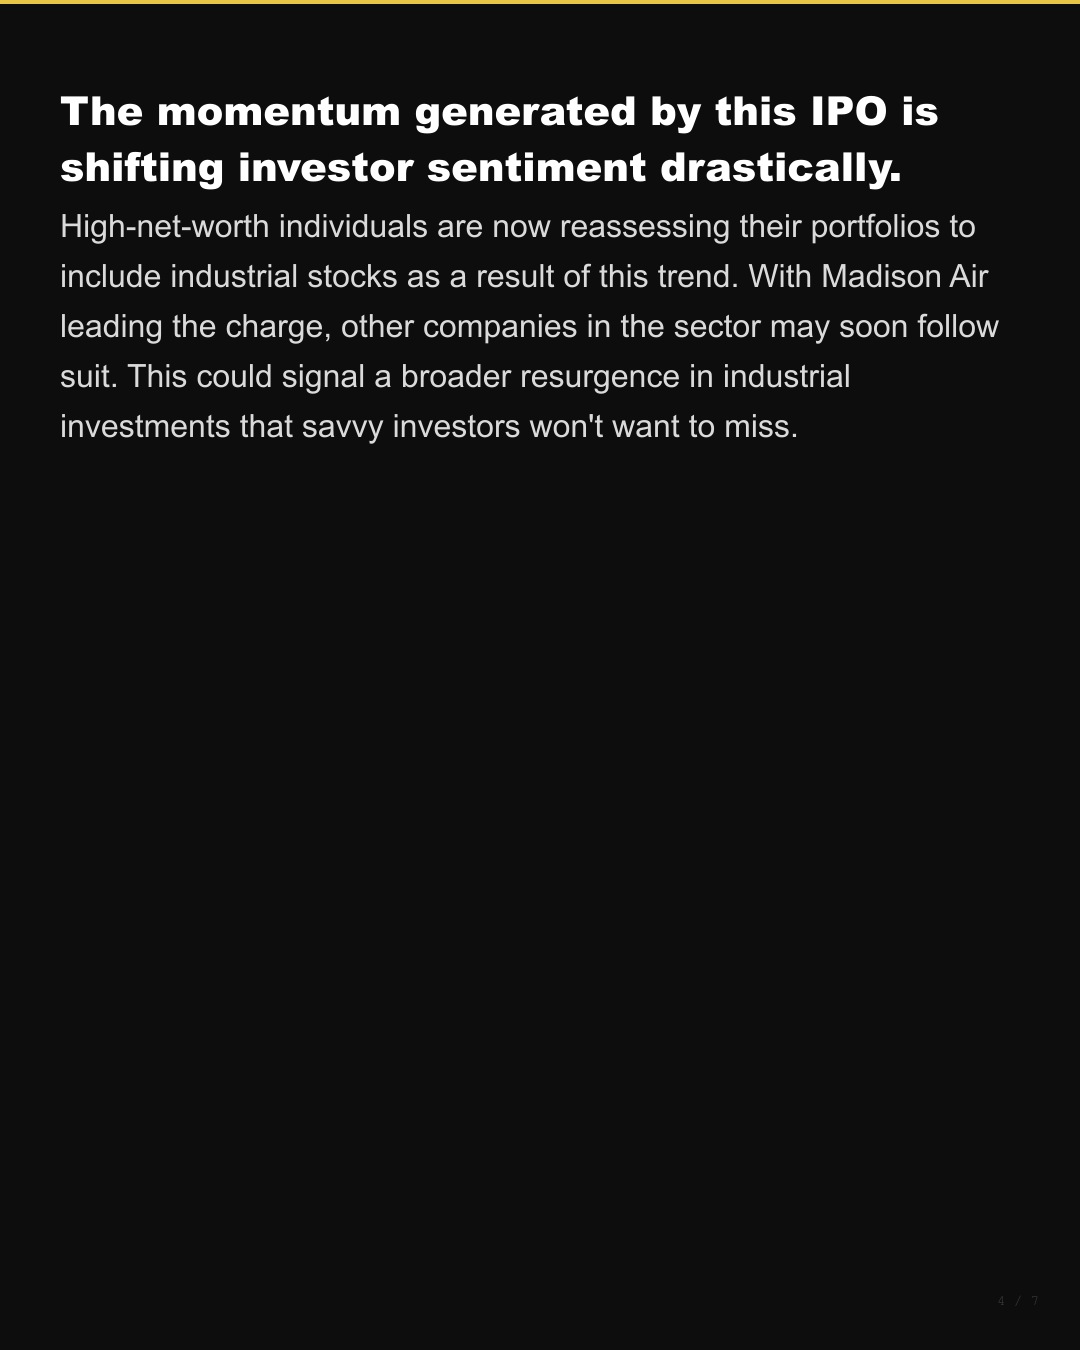 The momentum generated by this IPO is
shifting investor sentiment drastically.
High-net-worth individuals are now reassessing their portfolios to
include industrial stocks as a result of this trend. With Madison Air
leading the charge, other companies in the sector may soon follow
suit. This could signal a broader resurgence in industrial
investments that savvy investors won't want to miss.
4 / 7